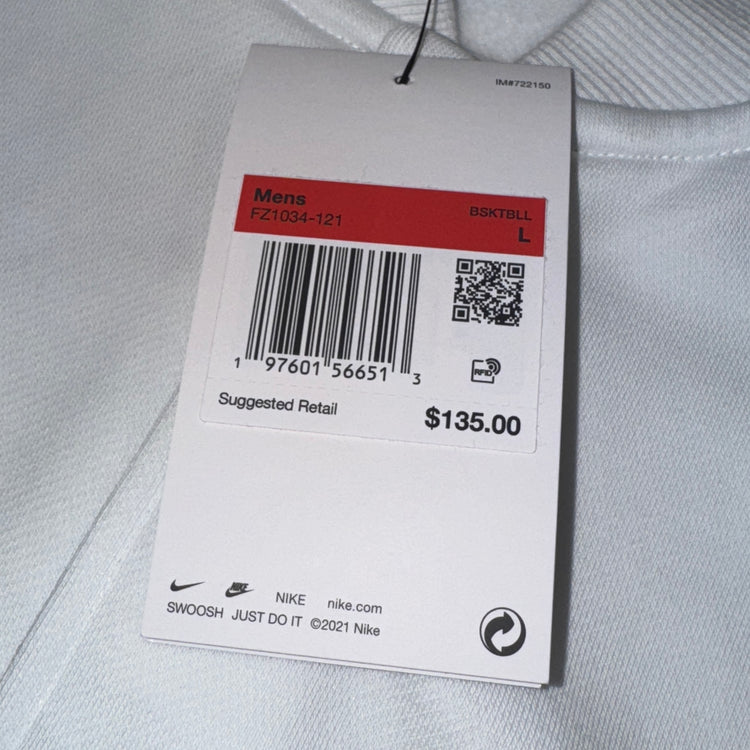 IM#722150
Mens
FZ1034-121
BSKTBLL
L
1 97601 56651 3
RFID
Suggested Retail
$135.00
NIKE
NIKE nike.com
SWOOSH JUST DO IT ©2021 Nike